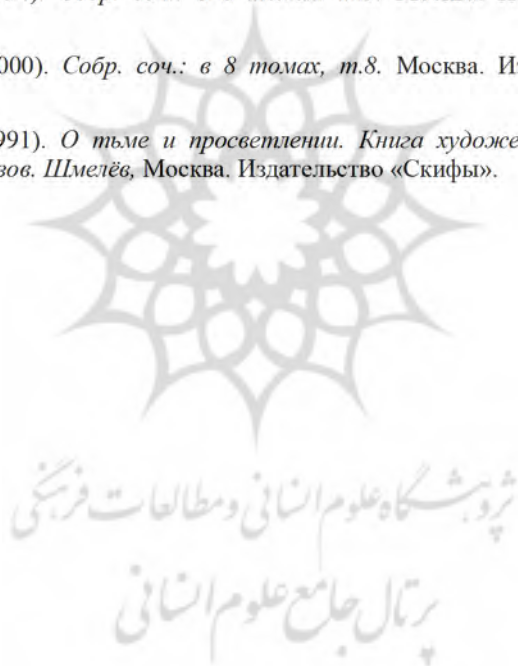 000). Собр. соч.: в 8 томах, т.8. Москва. Из
991). О тьме и просветлении. Книга художе
зов. Шмелёв, Москва. Издательство «Скифы».
پژوهشگاه علوم انسانی و مطالعات فرهنگی
پرتال جامع علوم انسانی